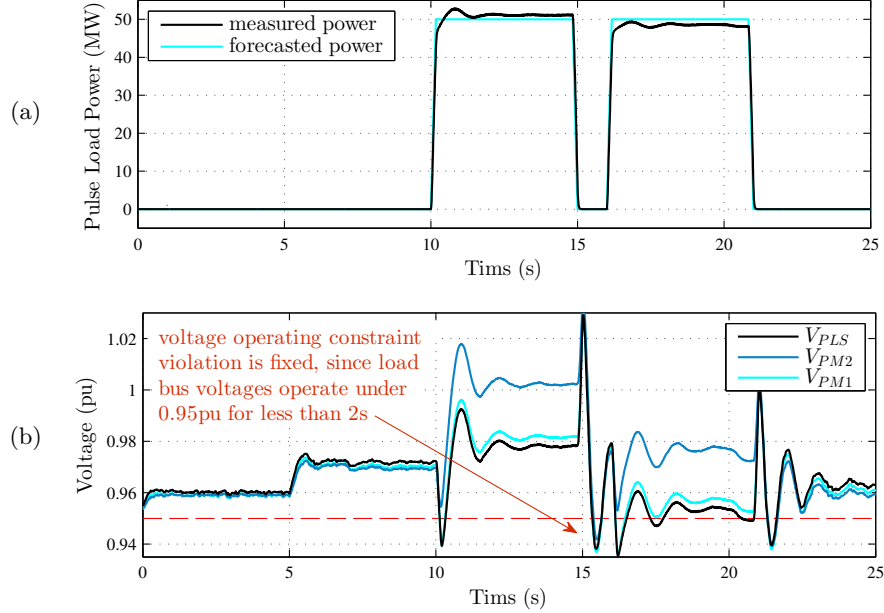 (a)
Pulse Load Power (MW)
50
40
30
20
10
0
measured power
forecasted power
0 5 10 15 20 25
Tims (s)
(b)
Voltage (pu)
1.02
1
0.98
0.96
0.94
voltage operating constraint
violation is fixed, since load
bus voltages operate under
0.95pu for less than 2s
V_PLS
V_PM2
V_PM1
0 5 10 15 20 25
Tims (s)